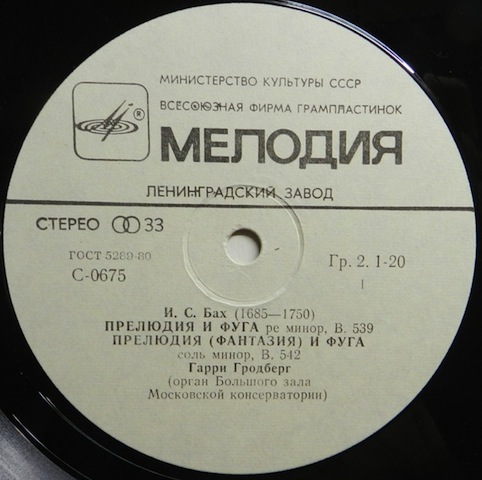 МИНИСТЕРСТВО КУЛЬТУРЫ СССР
ВСЕСОЮЗНАЯ ФИРМА ГРАМПЛАСТИНОК
®
МЕЛОДИЯ
ЛЕНИНГРАДСКИЙ ЗАВОД
СТЕРЕО 33
ГОСТ 5289-80
С-0675
Гр. 2. 1-20
1
И. С. Бах (1685—1750)
ПРЕЛЮДИЯ И ФУГА ре минор, В. 539
ПРЕЛЮДИЯ (ФАНТАЗИЯ) И ФУГА
соль минор, В. 542
Гарри Гродберг
(орган Большого зала
Московской консерватории)